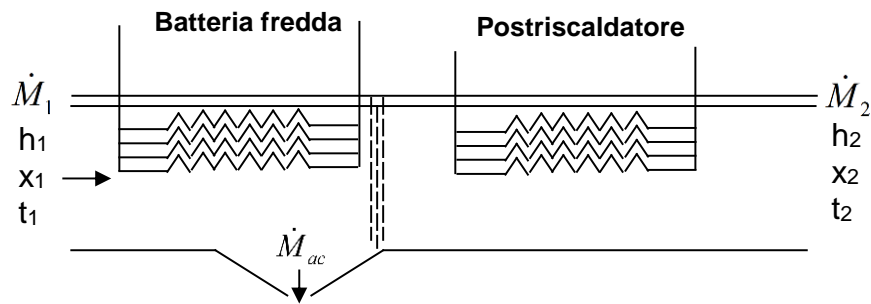 Batteria fredda Postriscaldatore
Ṁ1 Ṁ2
h1 h2
x1 x2
t1 t2
Ṁac